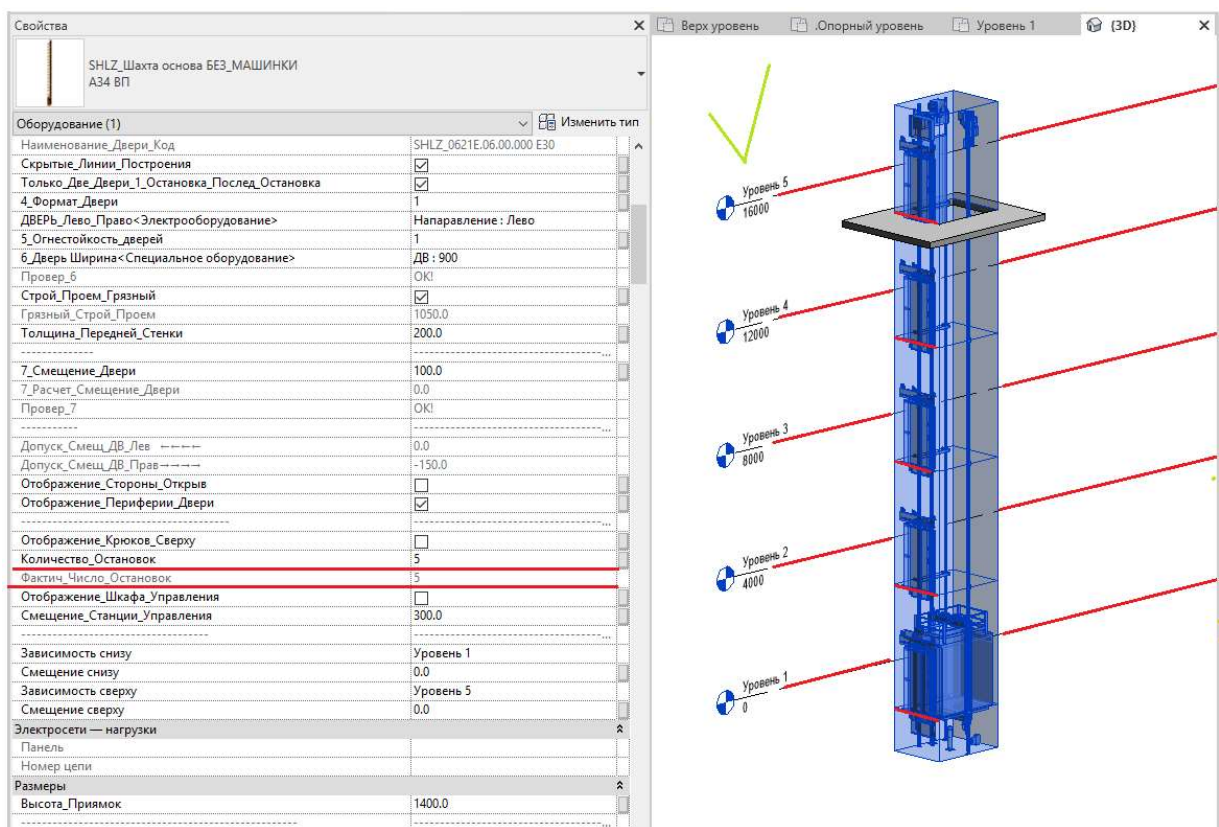 Свойства
SHLZ_Шахта основа БЕЗ_МАШИНКИ
А34 ВП
Оборудование (1)
Изменить тип
Наименование_Двери_Код SHLZ_0621E.06.00.000 E30
Скрытые_Линии_Построения
Только_Две_Двери_1_Остановка_Послед_Остановка
4_Формат_Двери 1
ДВЕРЬ_Лево_Право<Электрооборудование> Напаравление : Лево
5_Огнестойкость_дверей 1
6_Дверь Ширина<Специальное оборудование> ДВ : 900
Провер_6 OK!
Строй_Проем_Грязный
Грязный_Строй_Проем 1050.0
Толщина_Передней_Стенки 200.0
7_Смещение_Двери 100.0
7_Расчет_Смещение_Двери 0.0
Провер_7 OK!
Допуск_Смещ_ДВ_Лев ←←←← 0.0
Допуск_Смещ_ДВ_Прав→→→→ -150.0
Отображение_Стороны_Открыв
Отображение_Периферии_Двери
Отображение_Крюков_Сверху
Количество_Остановок 5
Фактич_Число_Остановок 5
Отображение_Шкафа_Управления
Смещение_Станции_Управления 300.0
Зависимость снизу Уровень 1
Смещение снизу 0.0
Зависимость сверху Уровень 5
Смещение сверху 0.0
Электросети — нагрузки
Панель
Номер цепи
Размеры
Высота_Приямок 1400.0
Верх уровень
.Опорный уровень
Уровень 1
{3D}
Уровень 5
16000
Уровень 4
12000
Уровень 3
8000
Уровень 2
4000
Уровень 1
0